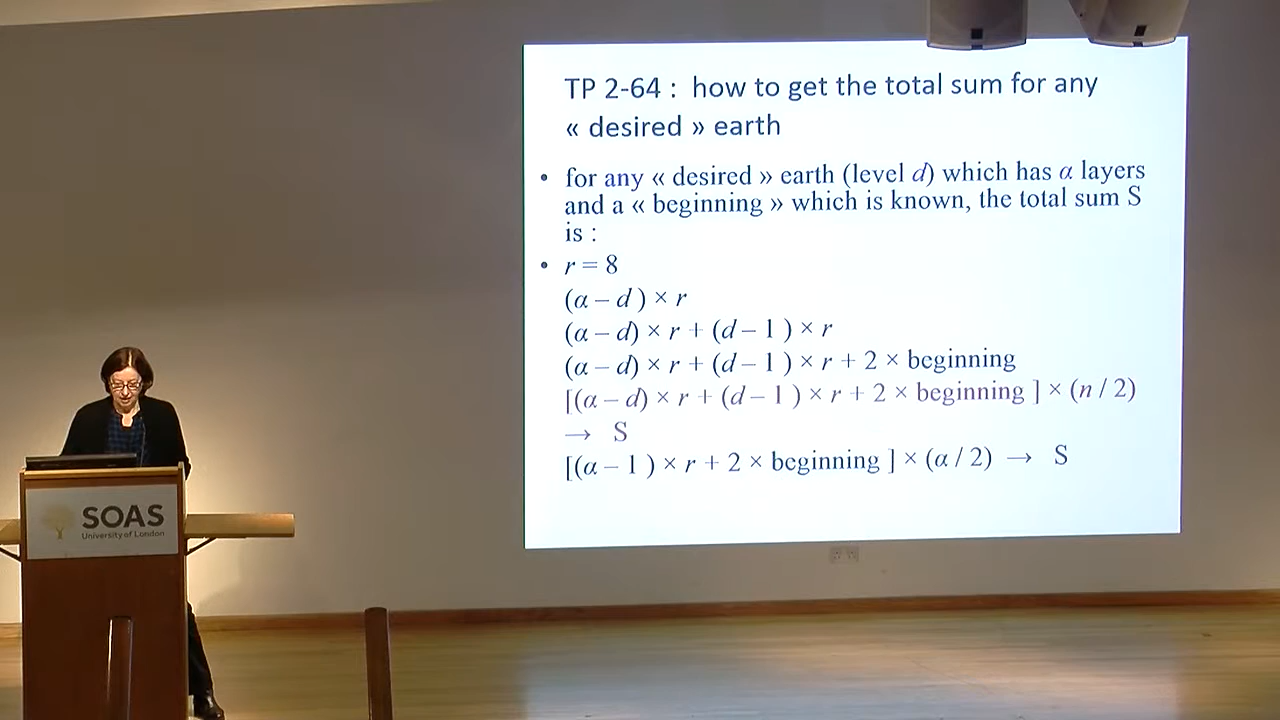 TP 2-64 : how to get the total sum for any
« desired » earth
• for any « desired » earth (level d) which has α layers
and a « beginning » which is known, the total sum S
is :
• r = 8
(α – d ) × r
(α – d) × r + (d – 1 ) × r
(α – d) × r + (d – 1 ) × r + 2 × beginning
[(α – d) × r + (d – 1 ) × r + 2 × beginning ] × (n / 2)
→ S
[(α – 1 ) × r + 2 × beginning ] × (α / 2) → S
SOAS
University of London